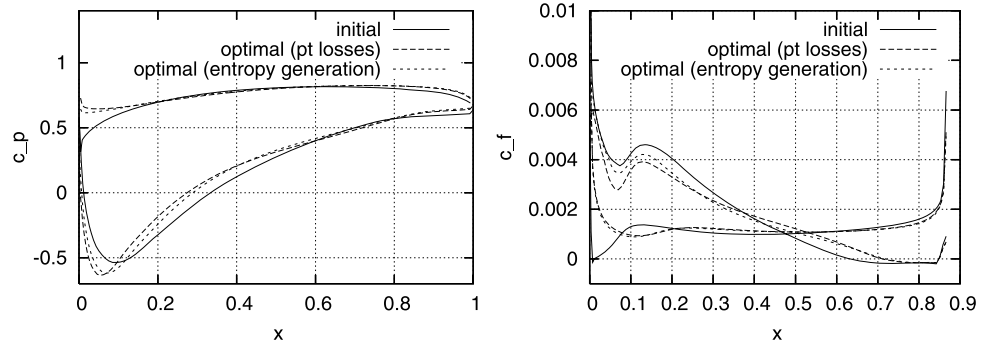 initial
optimal (pt losses)
optimal (entropy generation)
1
0.5
0
-0.5
c_p
0 0.2 0.4 0.6 0.8 1
x
0.01
0.008
0.006
0.004
0.002
0
c_f
initial
optimal (pt losses)
optimal (entropy generation)
0 0.1 0.2 0.3 0.4 0.5 0.6 0.7 0.8 0.9
x